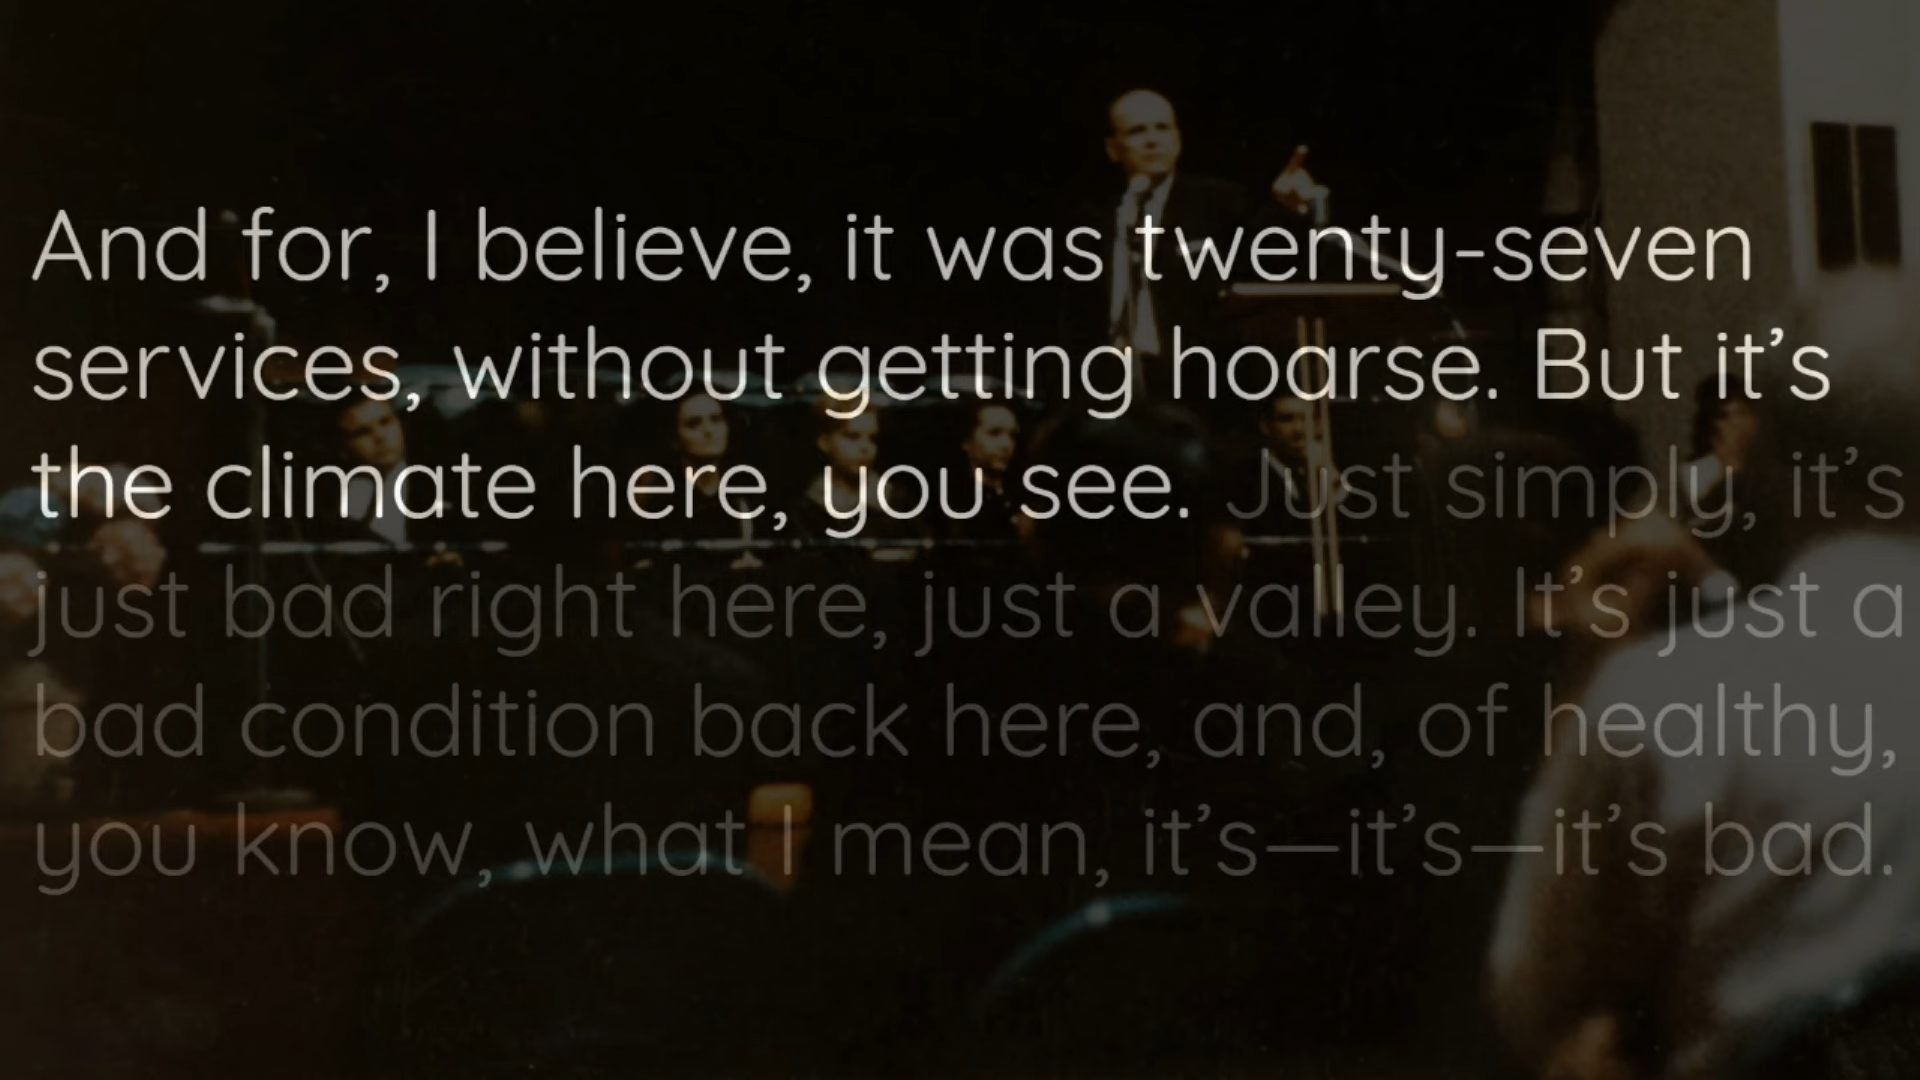 And for, I believe, it was twenty-seven
services, without getting hoarse. But it’s
the climate here, you see. Just simply, it’s
just bad right here, just a valley. It’s just a
bad condition back here, and, of healthy,
you know, what I mean, it’s—it’s—it’s bad.